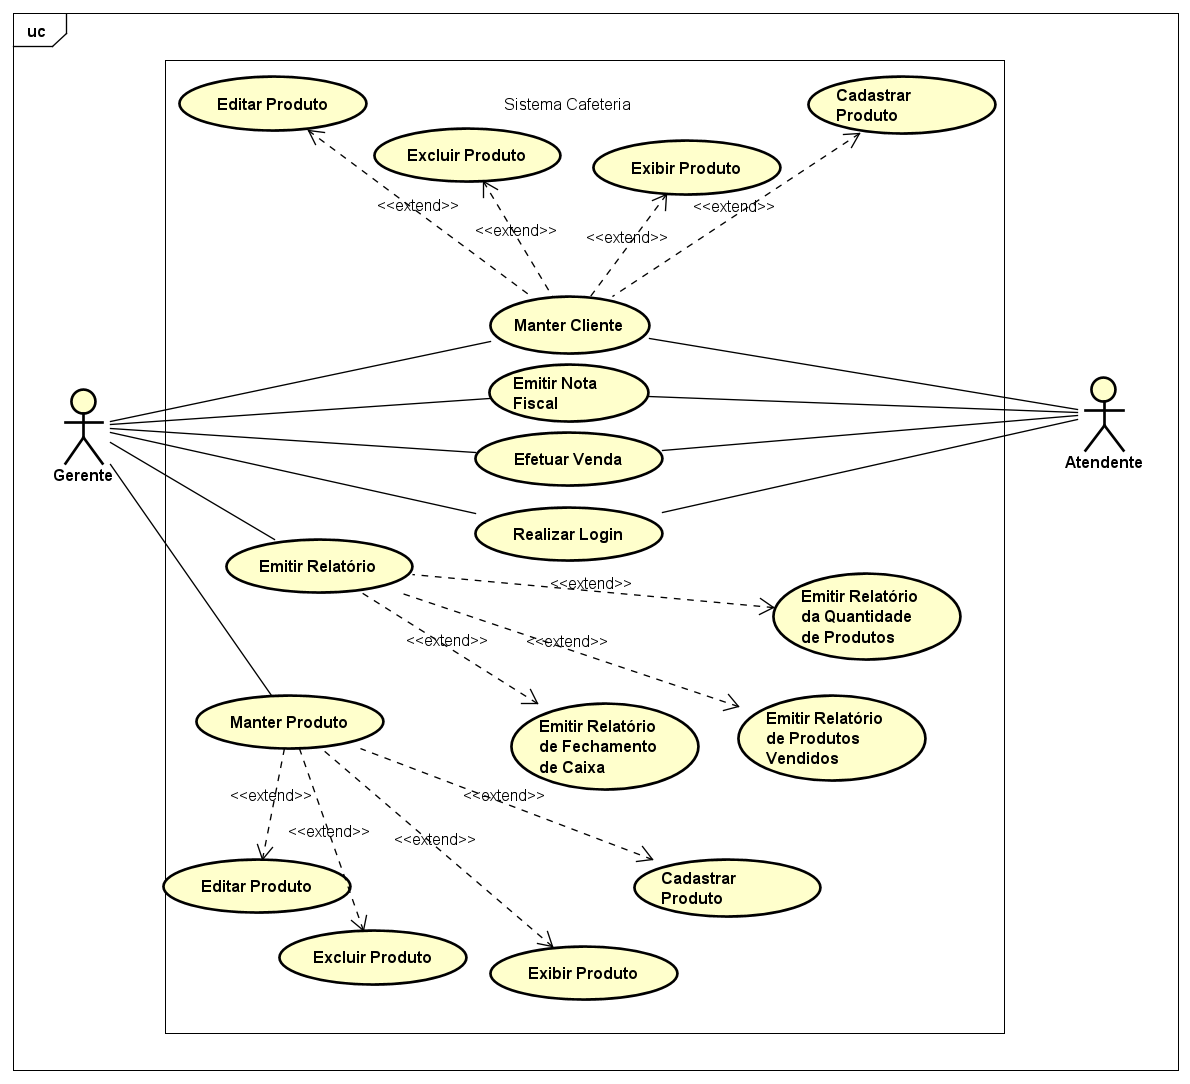 uc
Editar Produto
Sistema Cafeteria
Cadastrar
Produto
Excluir Produto
Exibir Produto
<<extend>>
<<extend>>
<<extend>>
<<extend>>
Manter Cliente
Emitir Nota
Fiscal
Efetuar Venda
Realizar Login
Gerente
Atendente
Emitir Relatório
<<extend>>
Emitir Relatório
da Quantidade
de Produtos
<<extend>>
<<extend>>
Manter Produto
Emitir Relatório
de Fechamento
de Caixa
Emitir Relatório
de Produtos
Vendidos
<<extend>>
<<extend>>
<<extend>>
<<extend>>
Editar Produto
Cadastrar
Produto
Excluir Produto
Exibir Produto